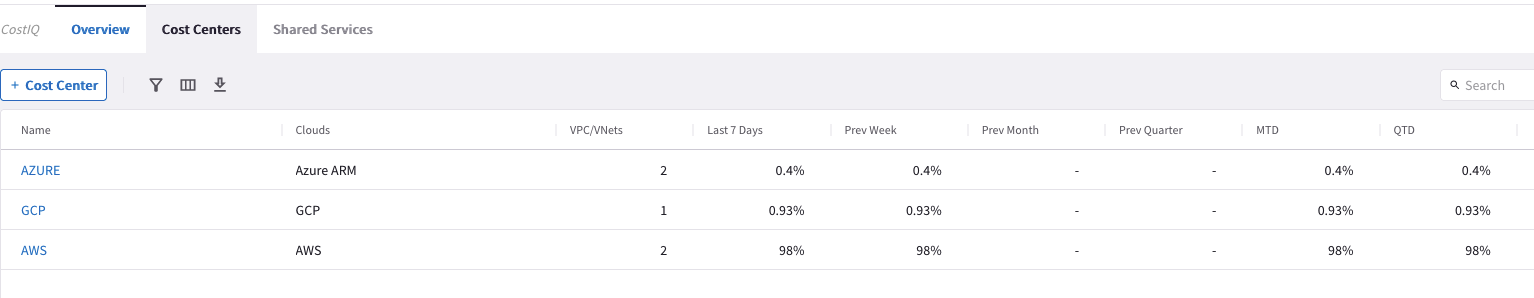 CostIQ Overview Cost Centers Shared Services
+ Cost Center Search
Name Clouds VPC/VNets Last 7 Days Prev Week Prev Month Prev Quarter MTD QTD
AZURE Azure ARM 2 0.4% 0.4% - - 0.4% 0.4%
GCP GCP 1 0.93% 0.93% - - 0.93% 0.93%
AWS AWS 2 98% 98% - - 98% 98%